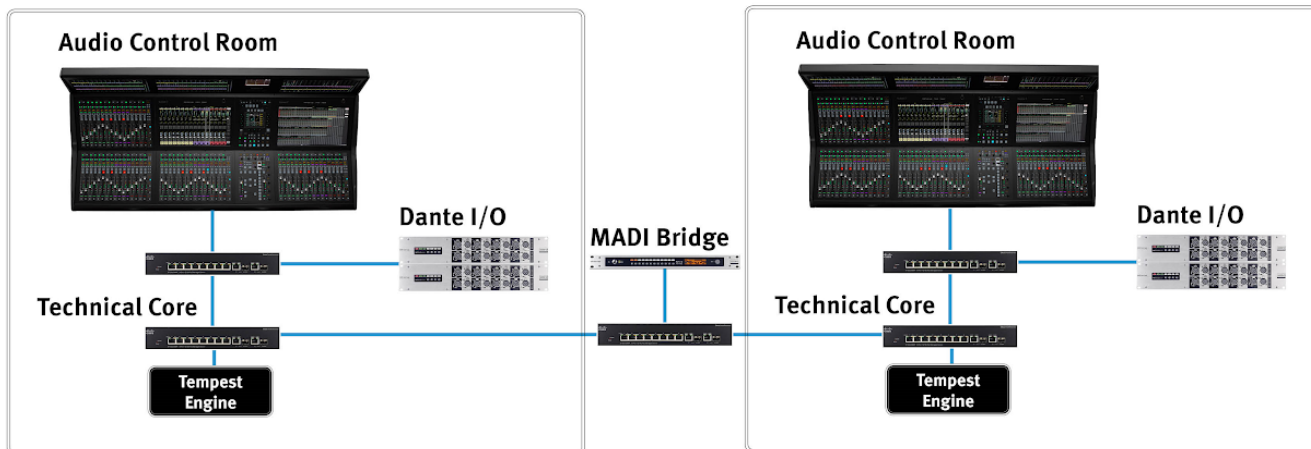 Audio Control Room
Dante I/O
Technical Core
Tempest
Engine
MADI Bridge
Audio Control Room
Dante I/O
Technical Core
Tempest
Engine